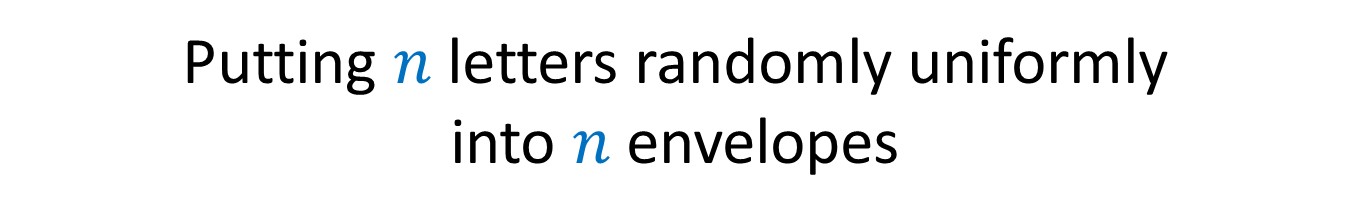 Putting n letters randomly uniformly
into n envelopes